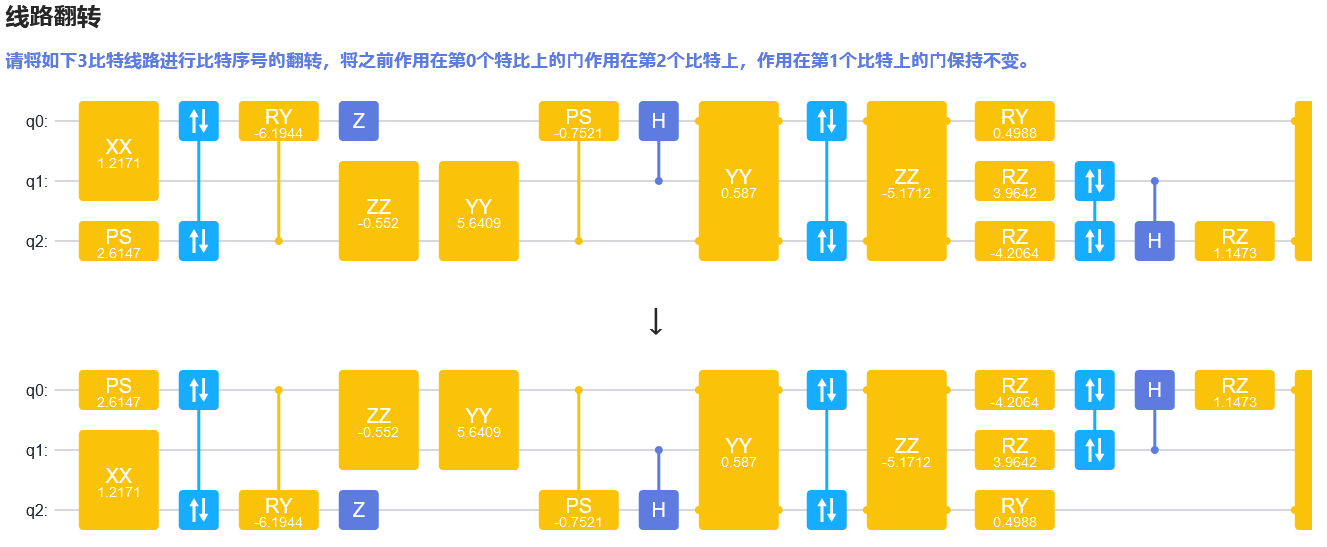 线路翻转
请将如下3比特线路进行比特序号的翻转，将之前作用在第0个特比上的门作用在第2个比特上，作用在第1个比特上的门保持不变。
q0: XX 1.2171 RY -6.1944 Z PS -0.7521 H YY 0.587 ZZ -5.1712 RY 0.4988
q1: ZZ -0.552 YY 5.6409 RZ 3.9642
q2: PS 2.6147 RZ -4.2064 H RZ 1.1473
↓
q0: PS 2.6147 ZZ -0.552 YY 5.6409 YY 0.587 ZZ -5.1712 RZ -4.2064 H RZ 1.1473
q1: XX 1.2171 RZ 3.9642
q2: RY -6.1944 Z PS -0.7521 H RY 0.4988